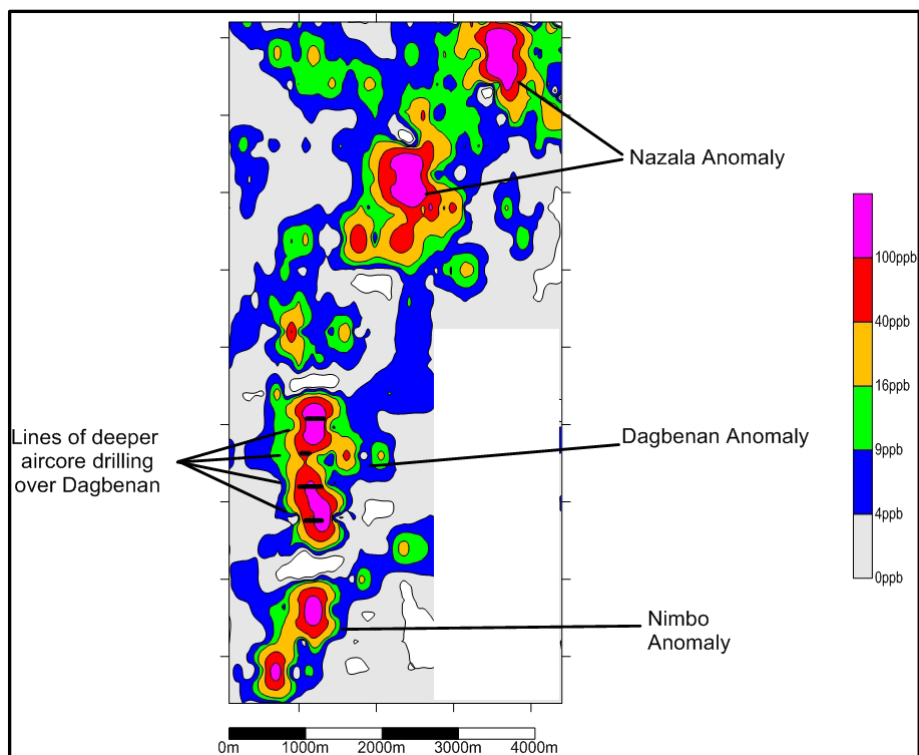 Nazala Anomaly
100ppb
40ppb
16ppb
9ppb
4ppb
0ppb
Lines of deeper
aircore drilling
over Dagbenan
Dagbenan Anomaly
Nimbo
Anomaly
0m 1000m 2000m 3000m 4000m